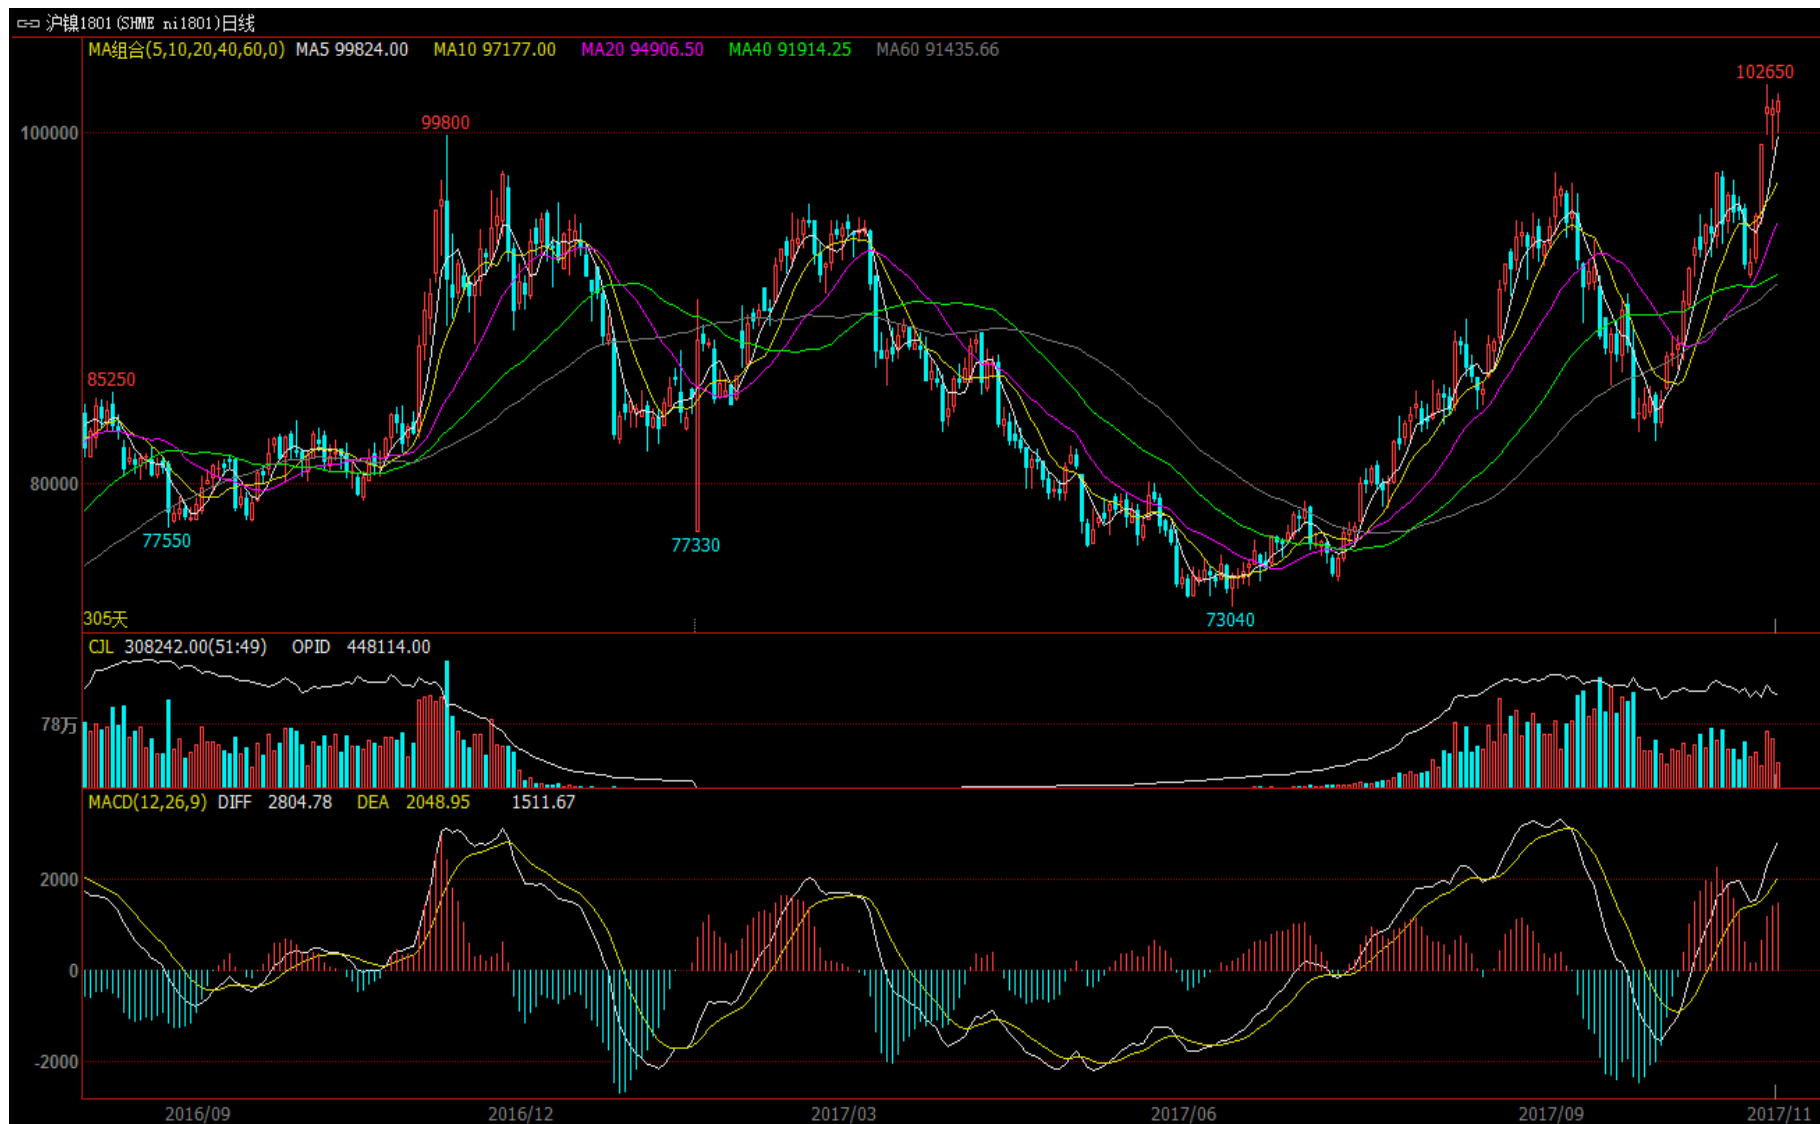 沪镍1801(SHME ni1801)日线
MA组合(5,10,20,40,60,0) MA5 99824.00 MA10 97177.00 MA20 94906.50 MA40 91914.25 MA60 91435.66
102650
99800
100000
85250
80000
77550
77330
73040
305天
CJL 308242.00(51:49) OPID 448114.00
78万
MACD(12,26,9) DIFF 2804.78 DEA 2048.95 1511.67
2000
0
-2000
2016/09 2016/12 2017/03 2017/06 2017/09 2017/11